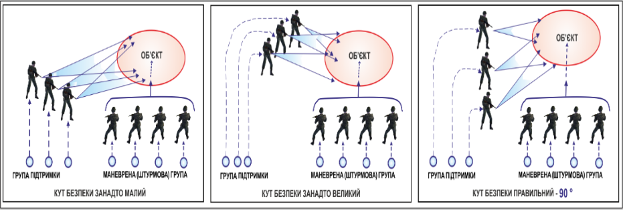 ОБ'ЄКТ
ГРУПА ПІДТРИМКИ МАНЕВРЕНА (ШТУРМОВА) ГРУПА
КУТ БЕЗПЕКИ ЗАНАДТО МАЛИЙ
ОБ'ЄКТ
ГРУПА ПІДТРИМКИ МАНЕВРЕНА (ШТУРМОВА) ГРУПА
КУТ БЕЗПЕКИ ЗАНАДТО ВЕЛИКИЙ
ОБ'ЄКТ
ГРУПА ПІДТРИМКИ МАНЕВРЕНА (ШТУРМОВА) ГРУПА
КУТ БЕЗПЕКИ ПРАВИЛЬНИЙ - 90 °